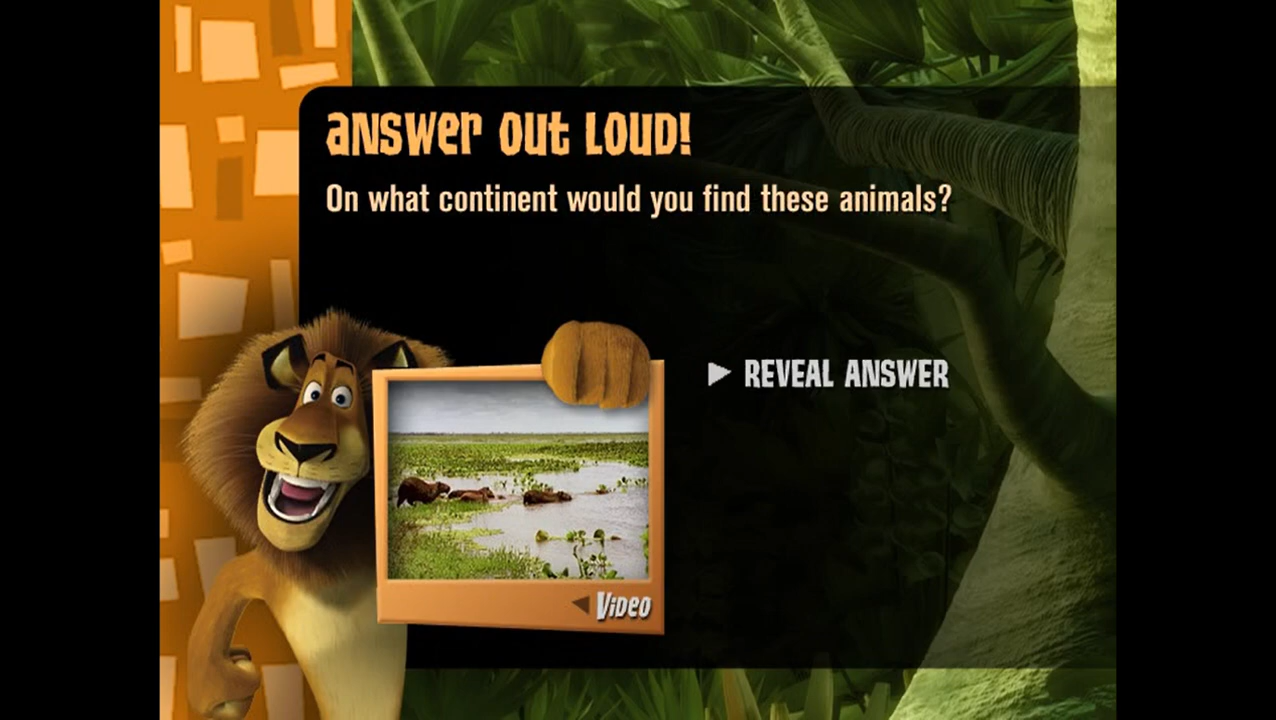 answer out Loud!
On what continent would you find these animals?
REVEAL ANSWER
Video